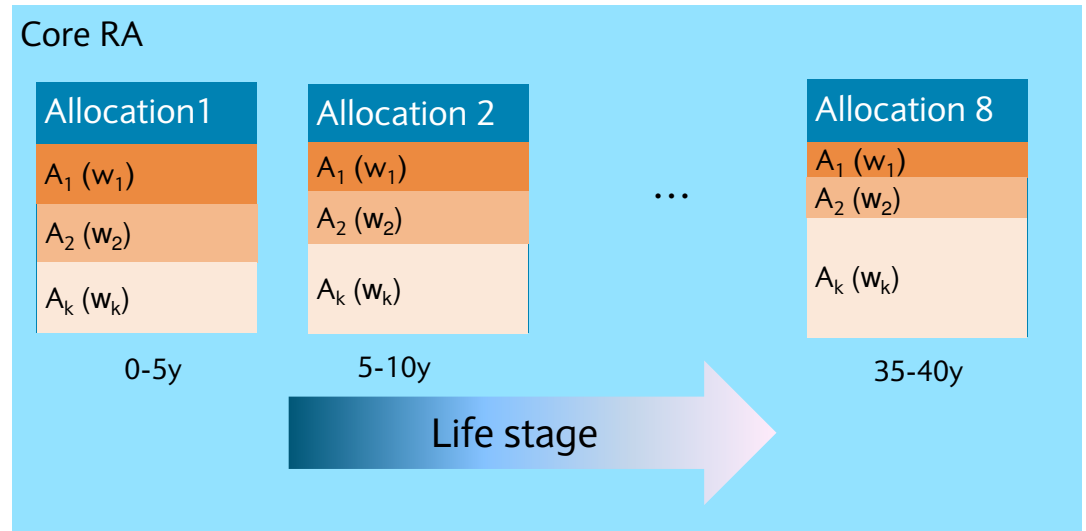 Core RA
Allocation1
A₁ (w₁)
A₂ (w₂)
Aₖ (wₖ)
0-5y
Allocation 2
A₁ (w₁)
A₂ (w₂)
Aₖ (wₖ)
5-10y
...
Allocation 8
A₁ (w₁)
A₂ (w₂)
Aₖ (wₖ)
35-40y
Life stage